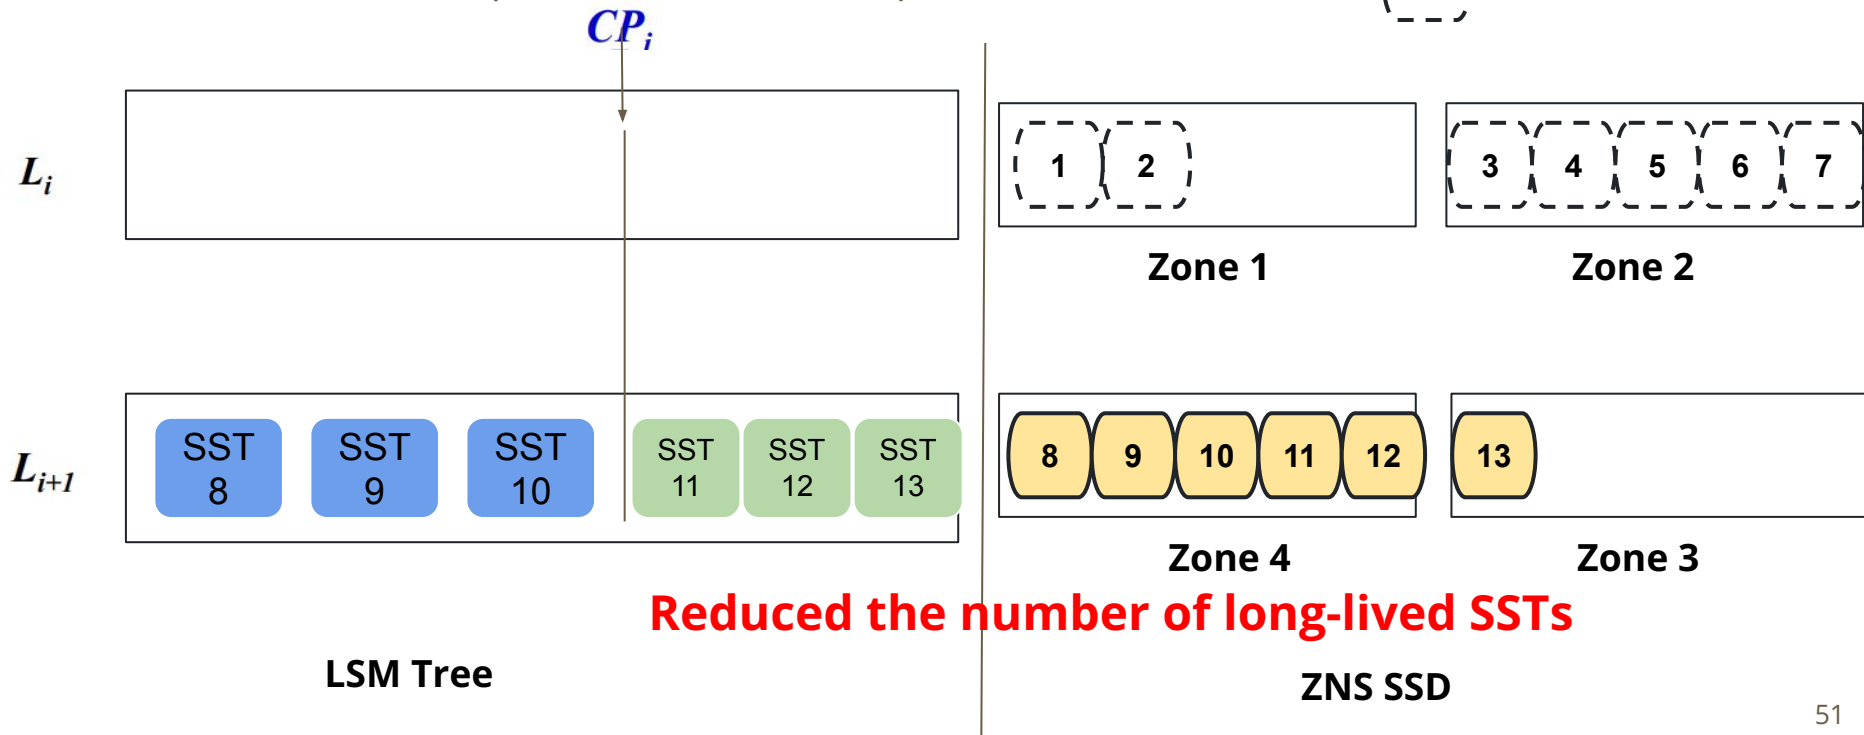 CPi
Li
1 2
3 4 5 6 7
Zone 1
Zone 2
Li+1
SST 8
SST 9
SST 10
SST 11
SST 12
SST 13
8 9 10 11 12
13
Zone 4
Zone 3
Reduced the number of long-lived SSTs
LSM Tree
ZNS SSD
51